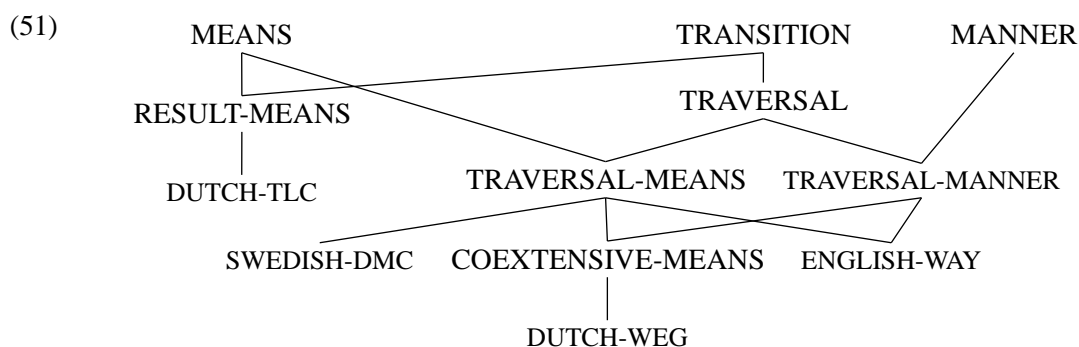 (51) MEANS TRANSITION MANNER
RESULT-MEANS TRAVERSAL
DUTCH-TLC TRAVERSAL-MEANS TRAVERSAL-MANNER
SWEDISH-DMC COEXTENSIVE-MEANS ENGLISH-WAY
DUTCH-WEG